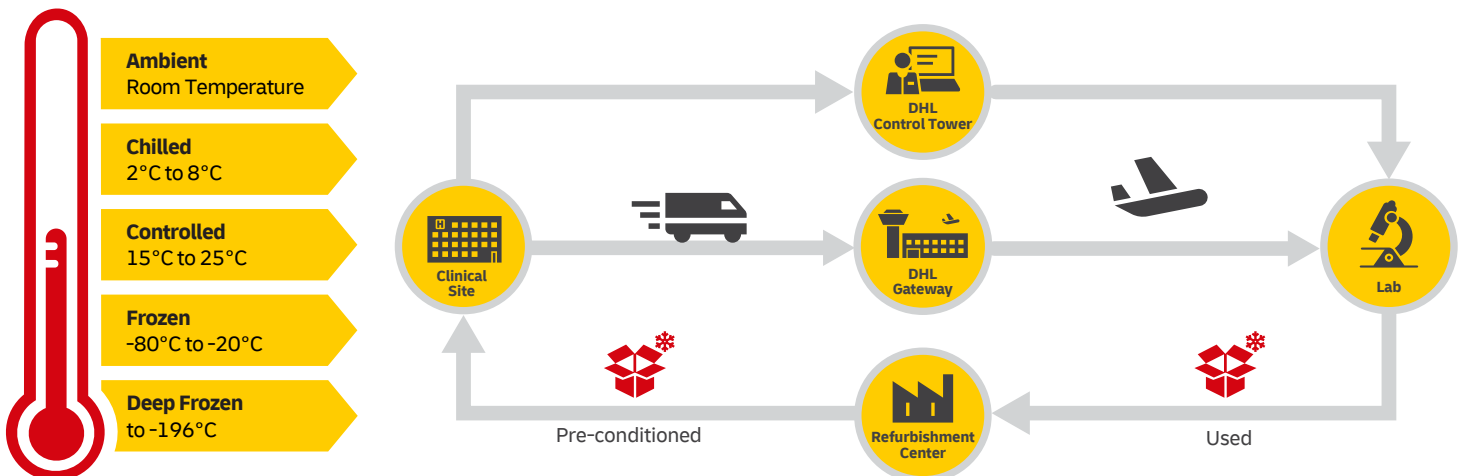 Ambient
Room Temperature
Chilled
2°C to 8°C
Controlled
15°C to 25°C
Frozen
-80°C to -20°C
Deep Frozen
to -196°C
DHL
Control Tower
H
Clinical
Site
DHL
Gateway
Lab
Pre-conditioned
Refurbishment
Center
Used